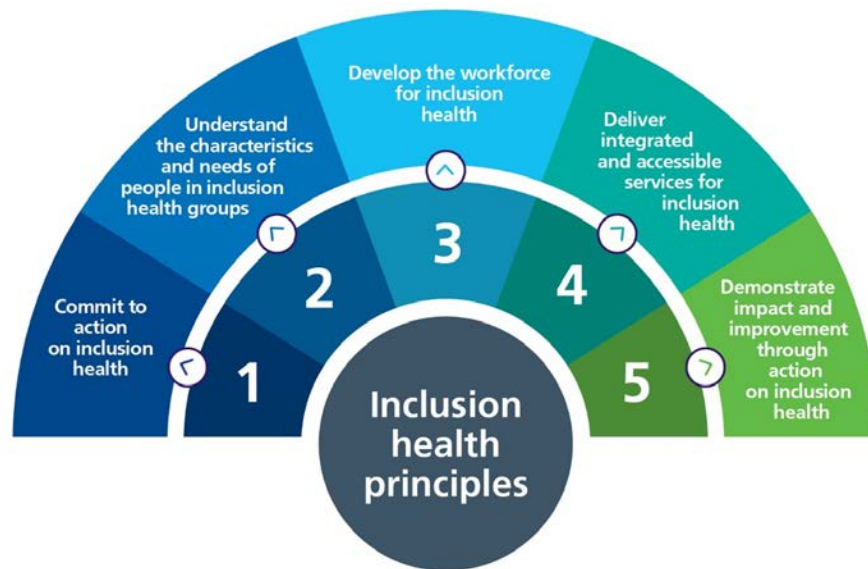 Inclusion
health
principles
1
Commit to
action
on inclusion
health
2
Understand
the characteristics
and needs of
people in inclusion
health groups
3
Develop the workforce
for inclusion
health
4
Deliver
integrated
and accessible
services for
inclusion
health
5
Demonstrate
impact and
improvement
through
action
on inclusion
health